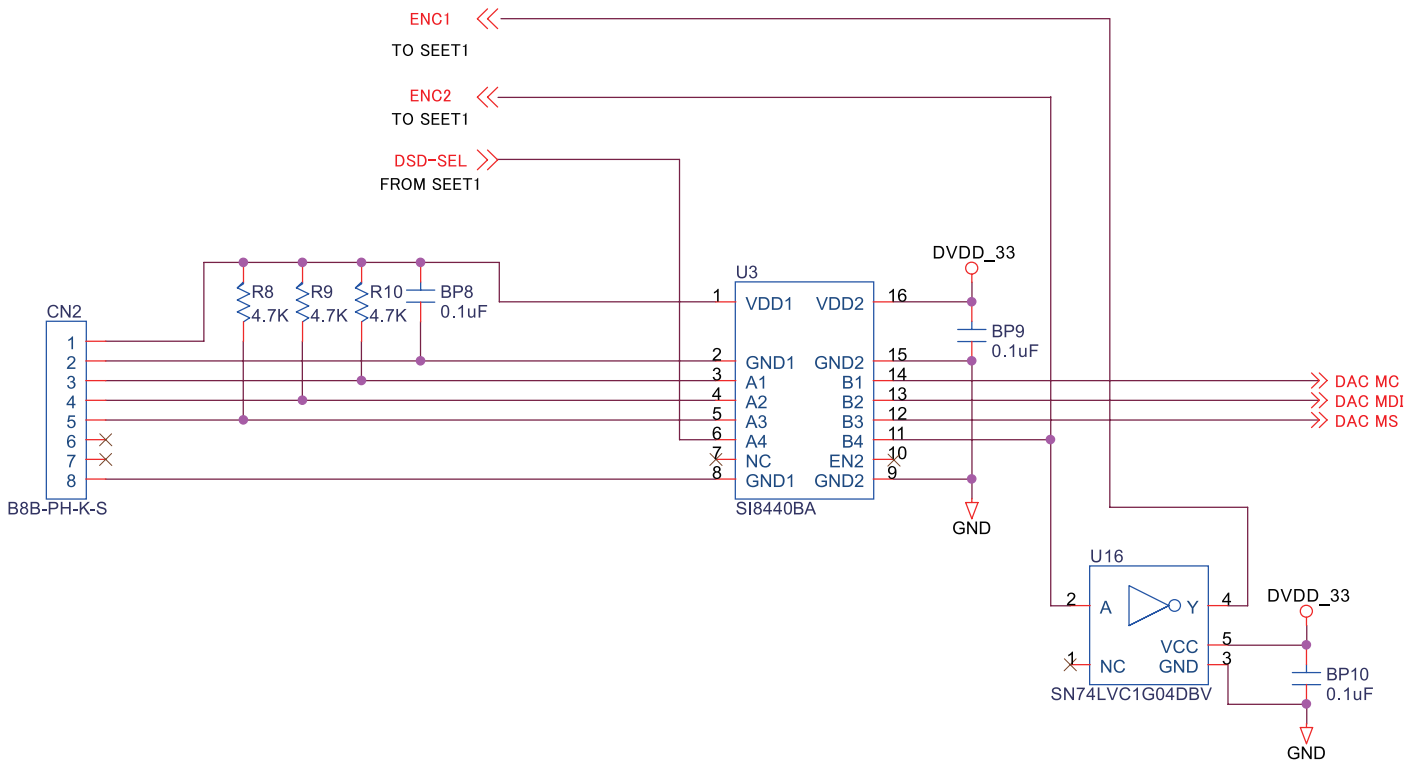 ENC1
TO SEET1
ENC2
TO SEET1
DSD-SEL
FROM SEET1
R8
4.7K
R9
4.7K
R10
4.7K
BP8
0.1uF
CN2
1
2
3
4
5
6
7
8
B8B-PH-K-S
U3
1 VDD1 VDD2 16
2 GND1 GND2 15
3 A1 B1 14
4 A2 B2 13
5 A3 B3 12
6 A4 B4 11
7 NC EN2 10
8 GND1 GND2 9
SI8440BA
DVDD_33
BP9
0.1uF
GND
DAC MC
DAC MDI
DAC MS
U16
2 A Y 4
VCC 5
1 NC GND 3
SN74LVC1G04DBV
DVDD_33
BP10
0.1uF
GND